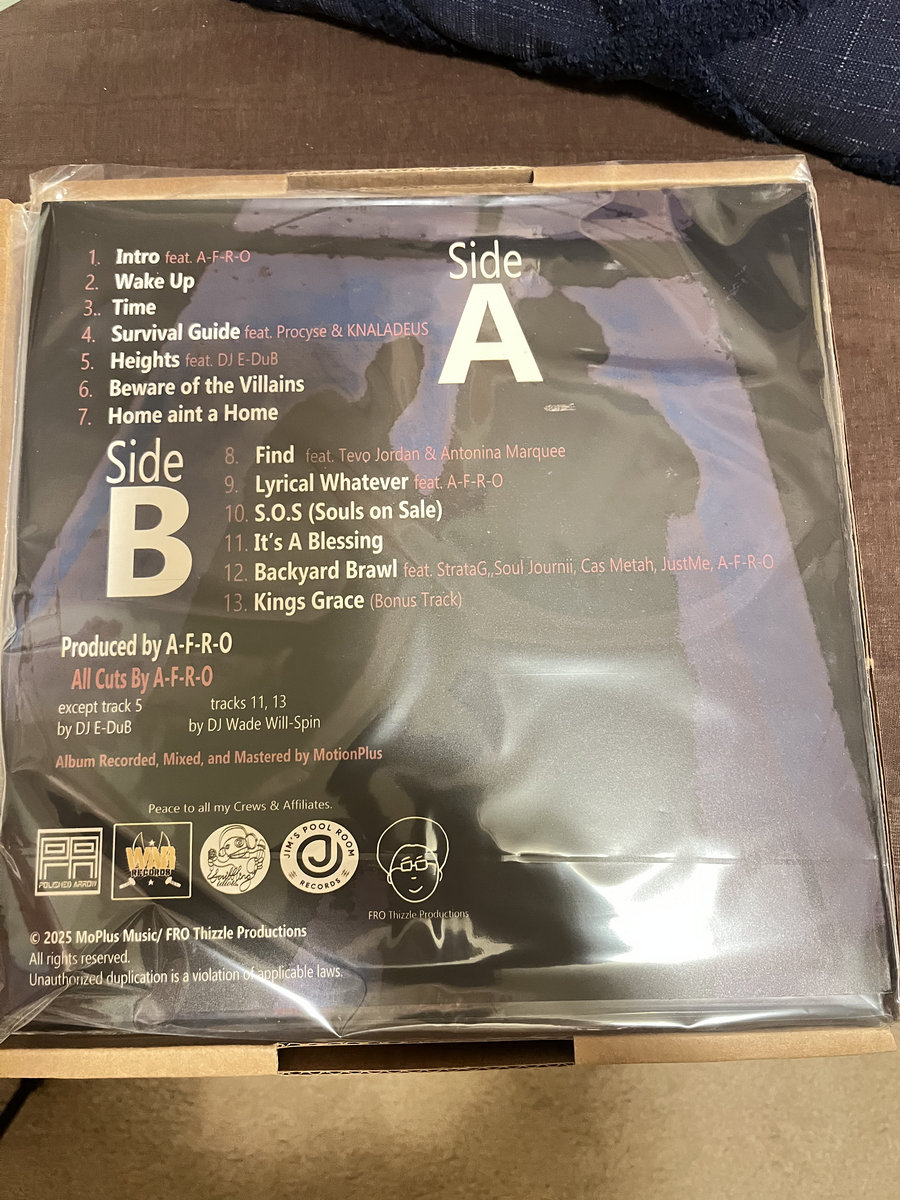 Side
A
1. Intro feat. A-F-R-O
2. Wake Up
3.. Time
4. Survival Guide feat. Procyse & KNALADEUS
5. Heights feat. DJ E-DuB
6. Beware of the Villains
7. Home aint a Home
Side
B
8. Find feat. Tevo Jordan & Antonina Marquee
9. Lyrical Whatever feat. A-F-R-O
10. S.O.S (Souls on Sale)
11. It's A Blessing
12. Backyard Brawl feat. StrataG,,Soul Journii, Cas Metah, JustMe, A-F-R-O
13. Kings Grace (Bonus Track)
Produced by A-F-R-O
All Cuts By A-F-R-O
except track 5
by DJ E-DuB
tracks 11, 13
by DJ Wade Will-Spin
Album Recorded, Mixed, and Mastered by MotionPlus
Peace to all my Crews & Affiliates.
POLISHED ARROW
WAR
RECORDS
JIM'S POOL ROOM
RECORDS
FRO Thizzle Productions
© 2025 MoPlus Music/ FRO Thizzle Productions
All rights reserved.
Unauthorized duplication is a violation of applicable laws.